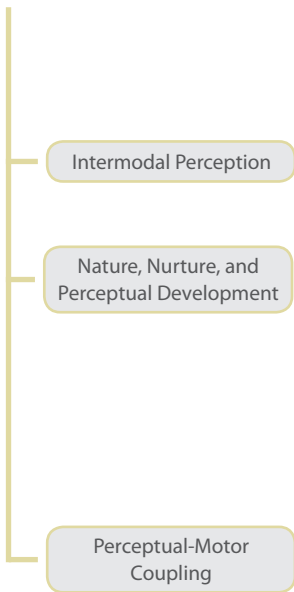 Intermodal Perception
Nature, Nurture, and
Perceptual Development
Perceptual-Motor
Coupling